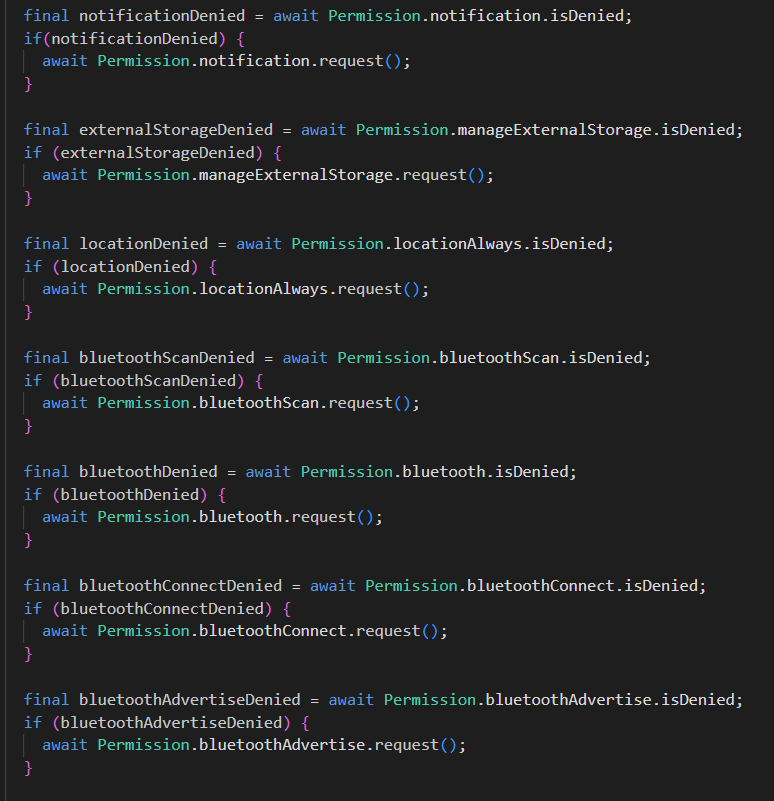 final notificationDenied = await Permission.notification.isDenied;
if(notificationDenied) {
  await Permission.notification.request();
}

final externalStorageDenied = await Permission.manageExternalStorage.isDenied;
if (externalStorageDenied) {
  await Permission.manageExternalStorage.request();
}

final locationDenied = await Permission.locationAlways.isDenied;
if (locationDenied) {
  await Permission.locationAlways.request();
}

final bluetoothScanDenied = await Permission.bluetoothScan.isDenied;
if (bluetoothScanDenied) {
  await Permission.bluetoothScan.request();
}

final bluetoothDenied = await Permission.bluetooth.isDenied;
if (bluetoothDenied) {
  await Permission.bluetooth.request();
}

final bluetoothConnectDenied = await Permission.bluetoothConnect.isDenied;
if (bluetoothConnectDenied) {
  await Permission.bluetoothConnect.request();
}

final bluetoothAdvertiseDenied = await Permission.bluetoothAdvertise.isDenied;
if (bluetoothAdvertiseDenied) {
  await Permission.bluetoothAdvertise.request();
}